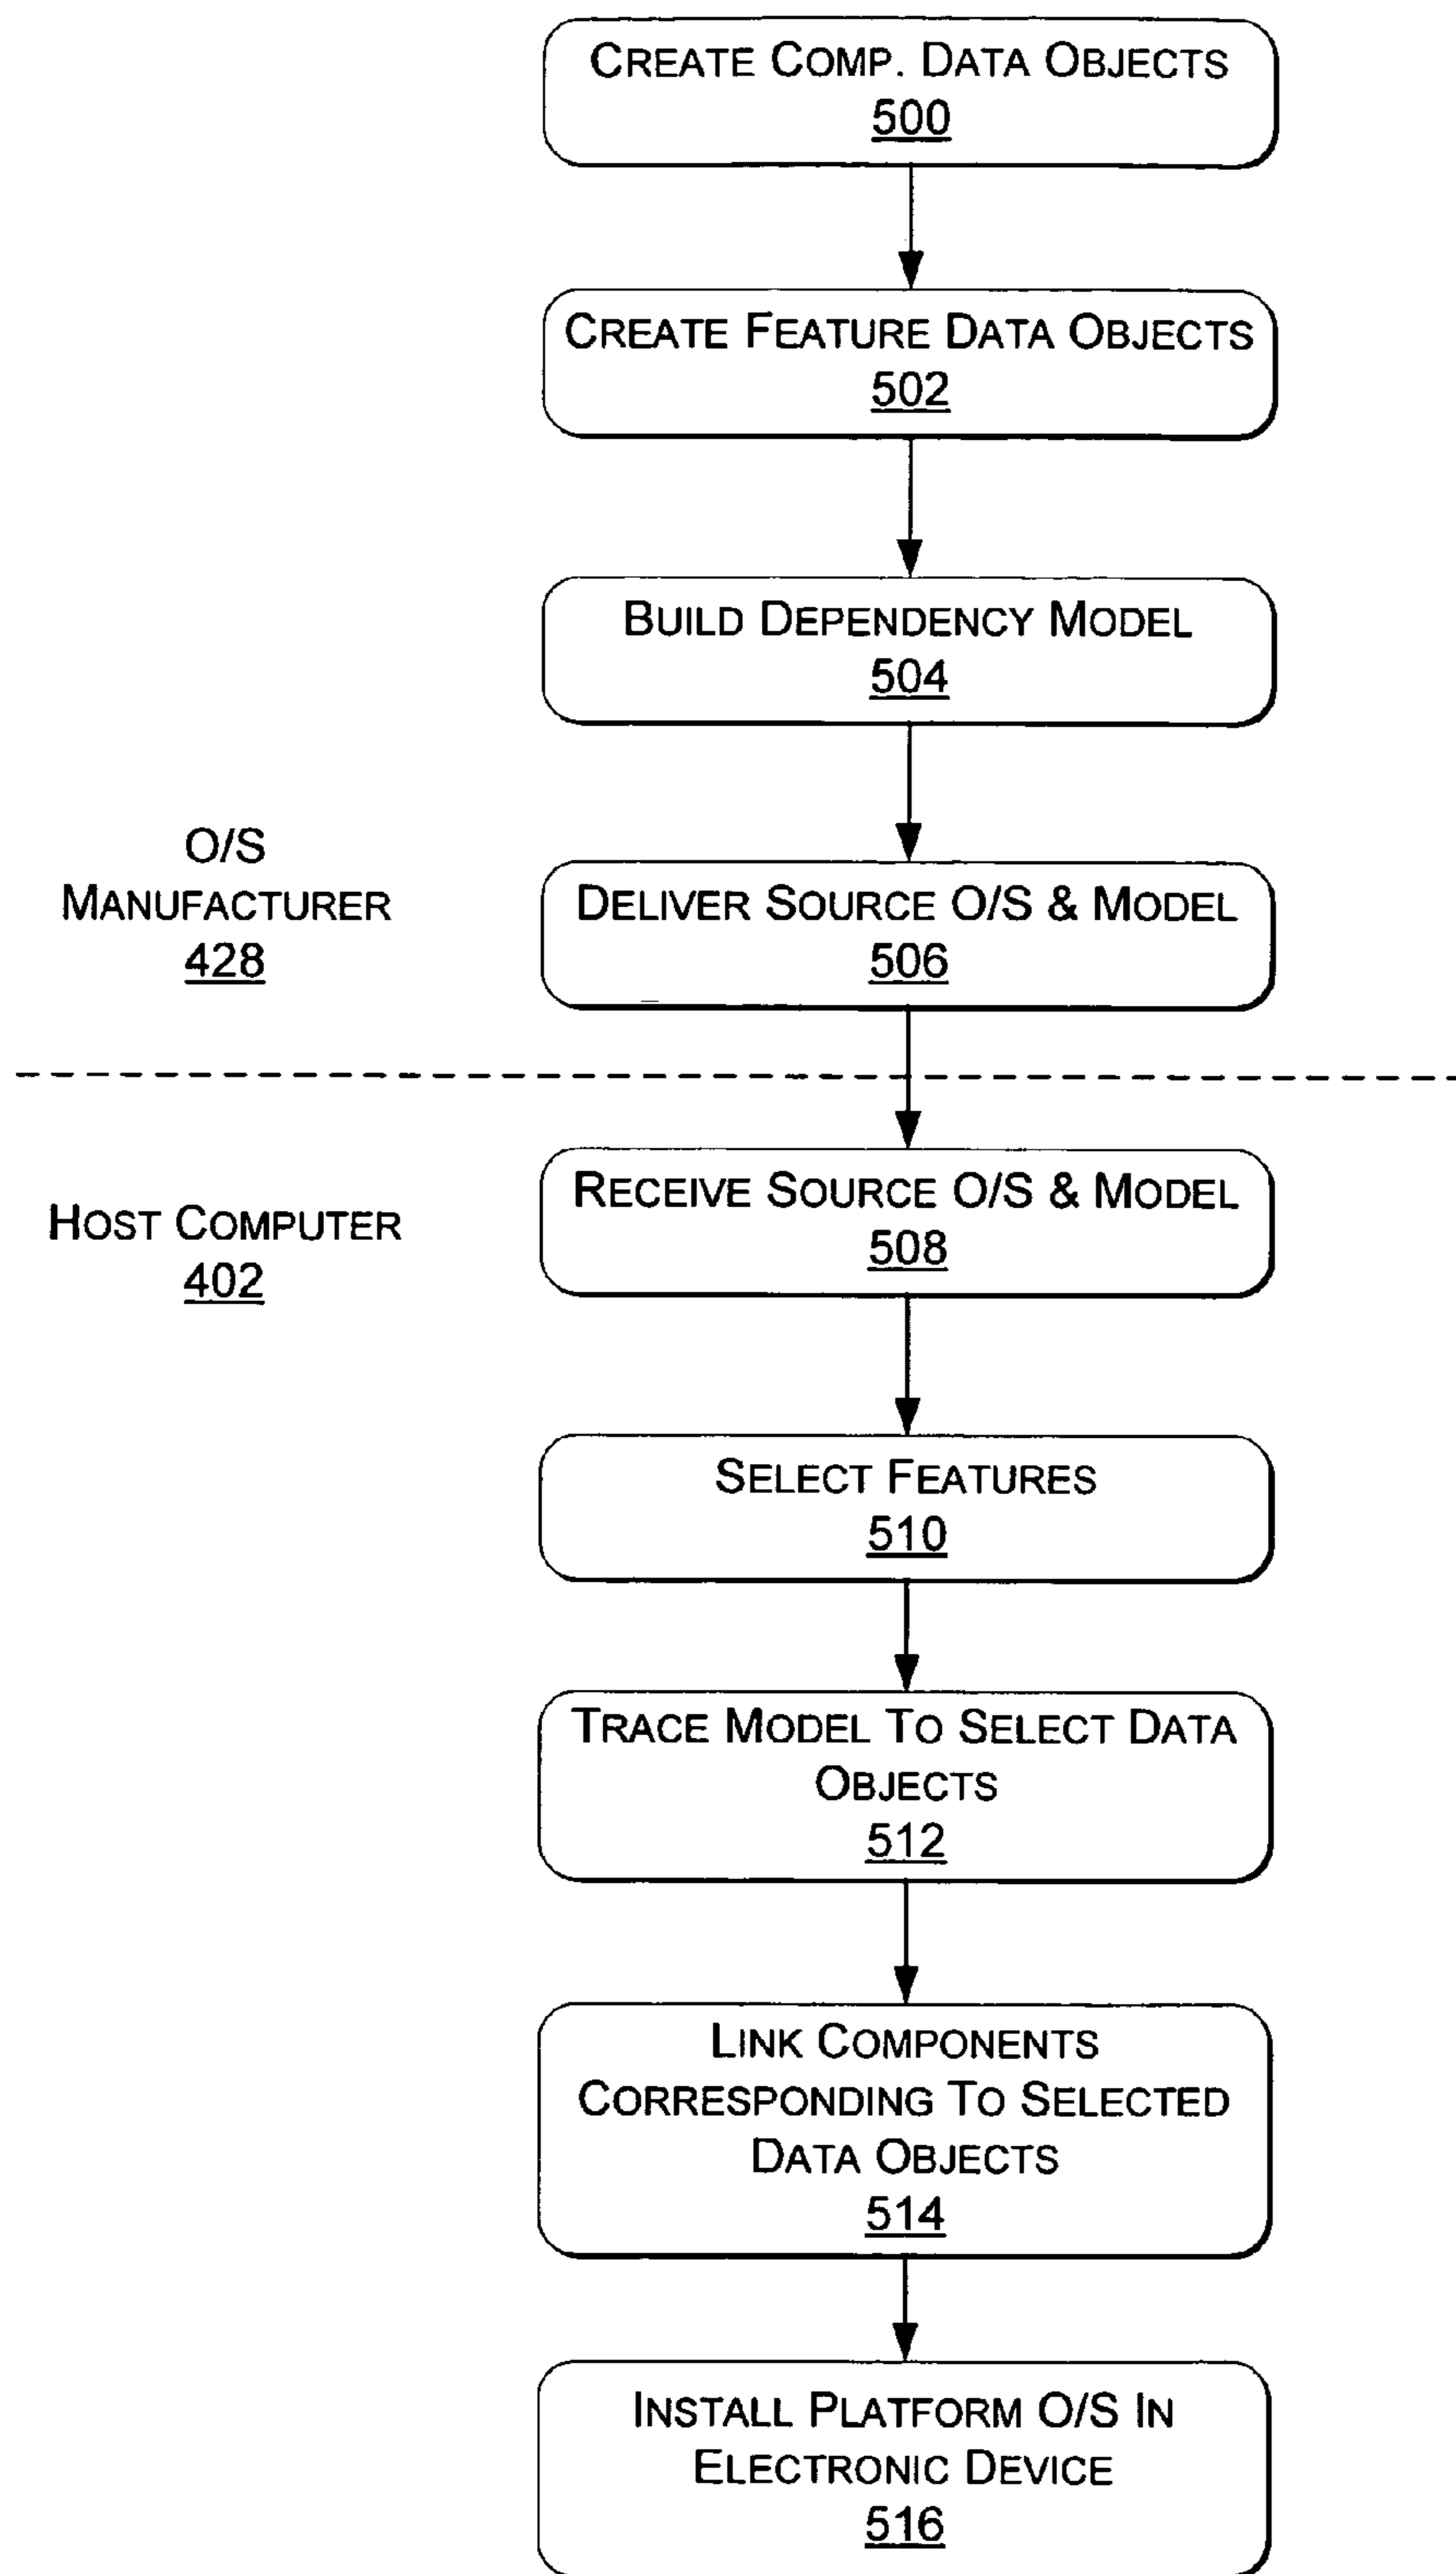 CREATE COMP. DATA OBJECTS
500
CREATE FEATURE DATA OBJECTS
502
BUILD DEPENDENCY MODEL
504
O/S
MANUFACTURER
428
DELIVER SOURCE O/S & MODEL
506
RECEIVE SOURCE O/S & MODEL
508
HOST COMPUTER
402
SELECT FEATURES
510
TRACE MODEL TO SELECT DATA
OBJECTS
512
LINK COMPONENTS
CORRESPONDING TO SELECTED
DATA OBJECTS
514
INSTALL PLATFORM O/S IN
ELECTRONIC DEVICE
516